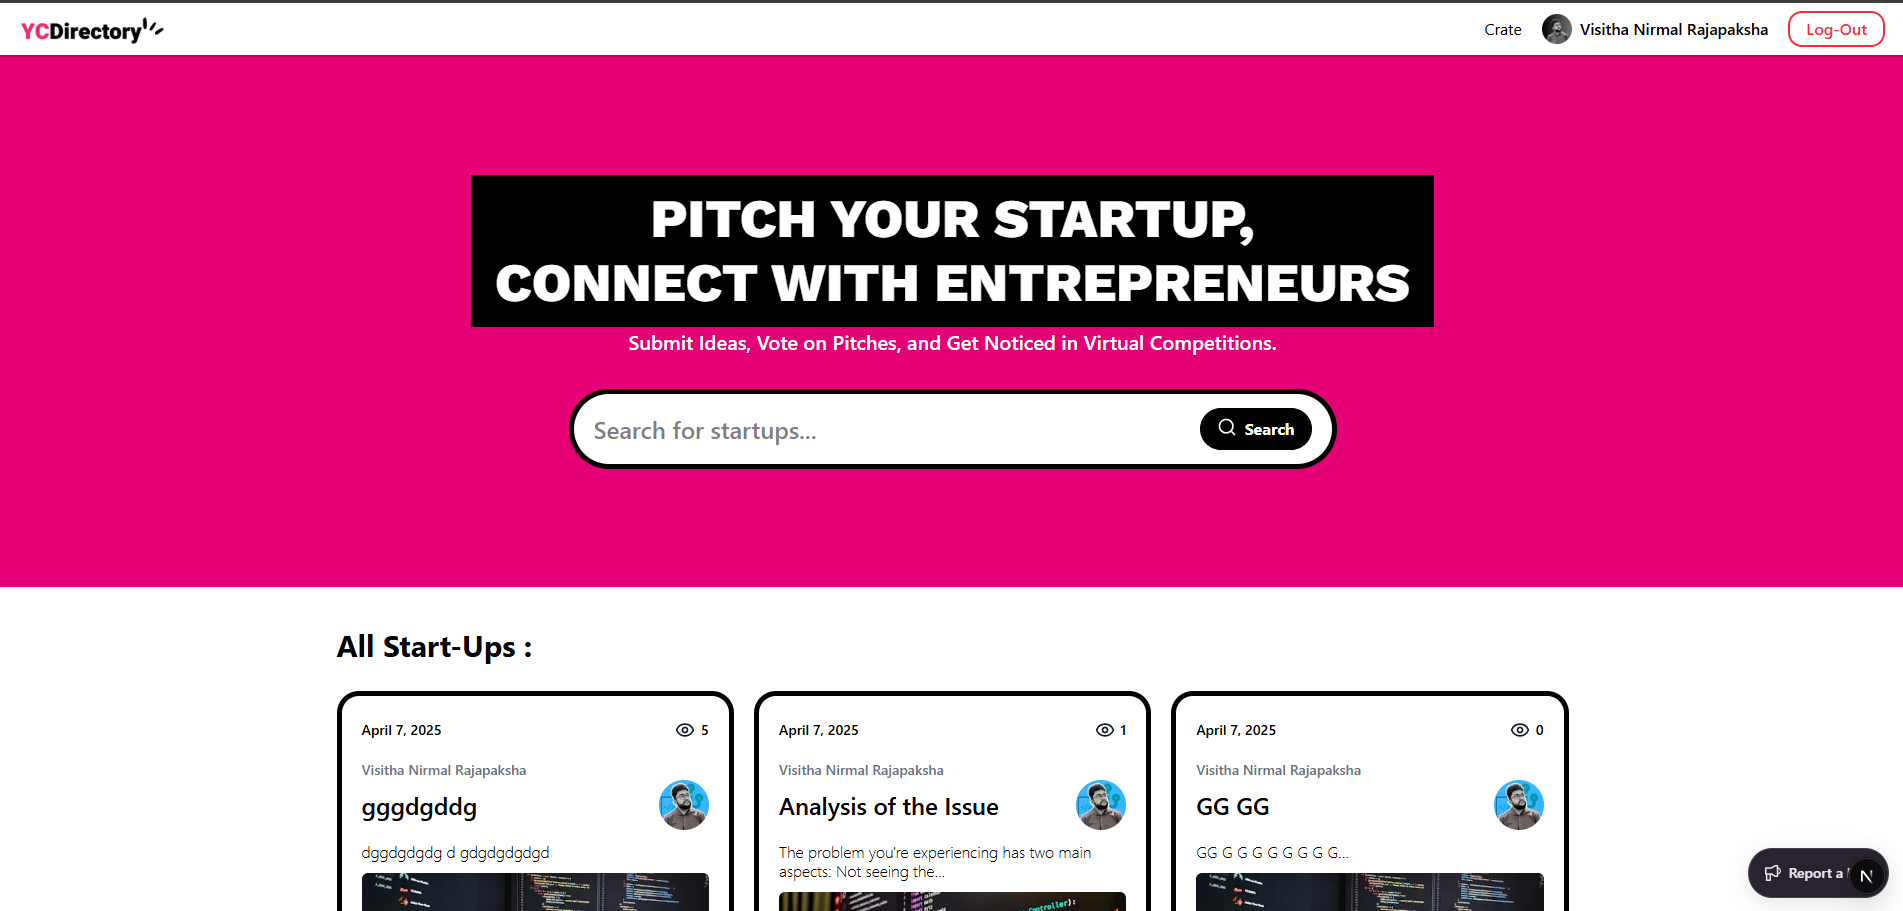 YCDirectory
Crate
Visitha Nirmal Rajapaksha
Log-Out
PITCH YOUR STARTUP,
CONNECT WITH ENTREPRENEURS
Submit Ideas, Vote on Pitches, and Get Noticed in Virtual Competitions.
Search for startups...
Search
All Start-Ups :
April 7, 2025
5
Visitha Nirmal Rajapaksha
gggdgddg
dggdgdgdg d gdgdgdgdgd
April 7, 2025
1
Visitha Nirmal Rajapaksha
Analysis of the Issue
The problem you're experiencing has two main
aspects: Not seeing the...
April 7, 2025
0
Visitha Nirmal Rajapaksha
GG GG
GG G G G G G G G G...
Report a
N